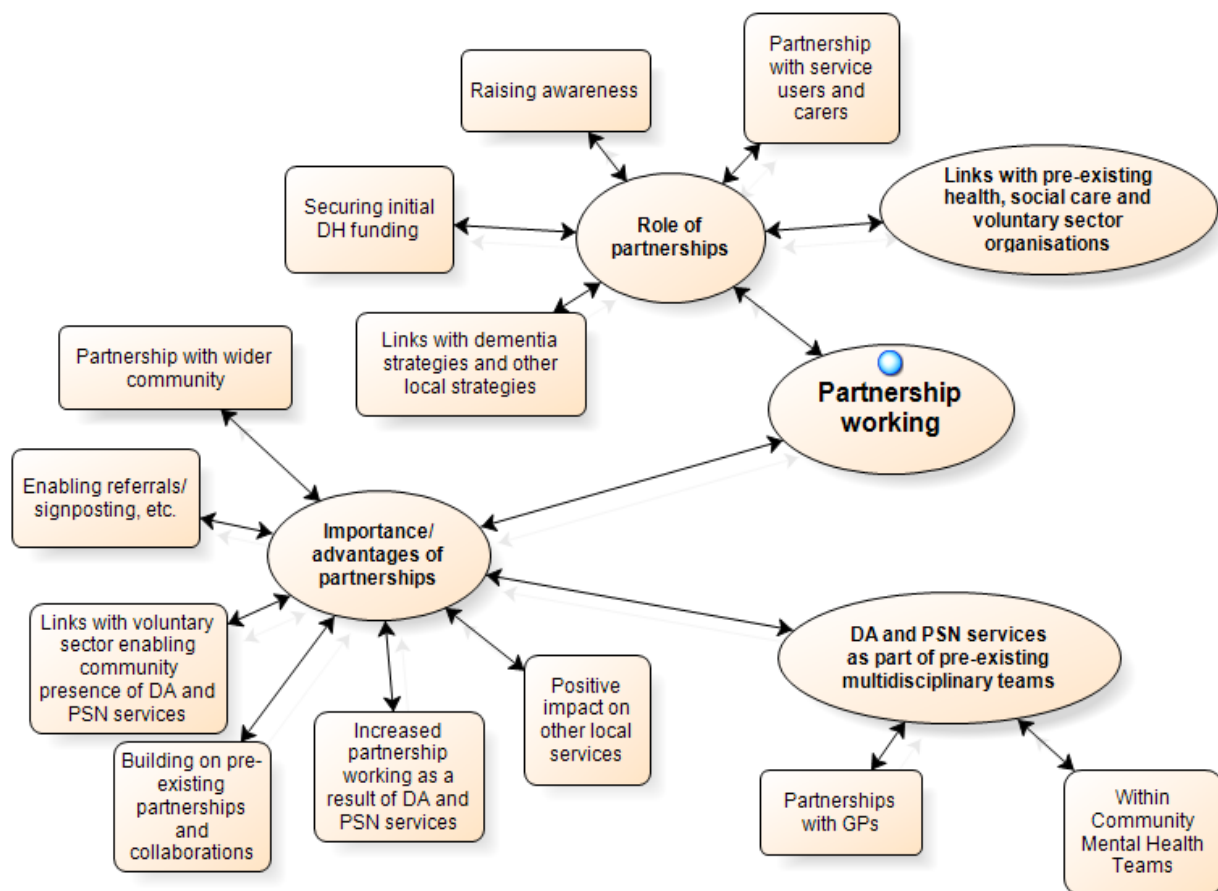 Raising awareness
Partnership
with service
users and
carers
Links with pre-existing
health, social care and
voluntary sector
organisations
Securing initial
DH funding
Role of
partnerships
Links with dementia
strategies and other
local strategies
Partnership with wider
community
Partnership
working
Enabling referrals/
signposting, etc.
Importance/
advantages of
partnerships
Links with voluntary
sector enabling
community
presence of DA and
PSN services
Building on pre-
existing
partnerships
and
collaborations
Increased
partnership
working as a
result of DA and
PSN services
Positive
impact on
other local
services
DA and PSN services
as part of pre-existing
multidisciplinary teams
Partnerships
with GPs
Within
Community
Mental Health
Teams